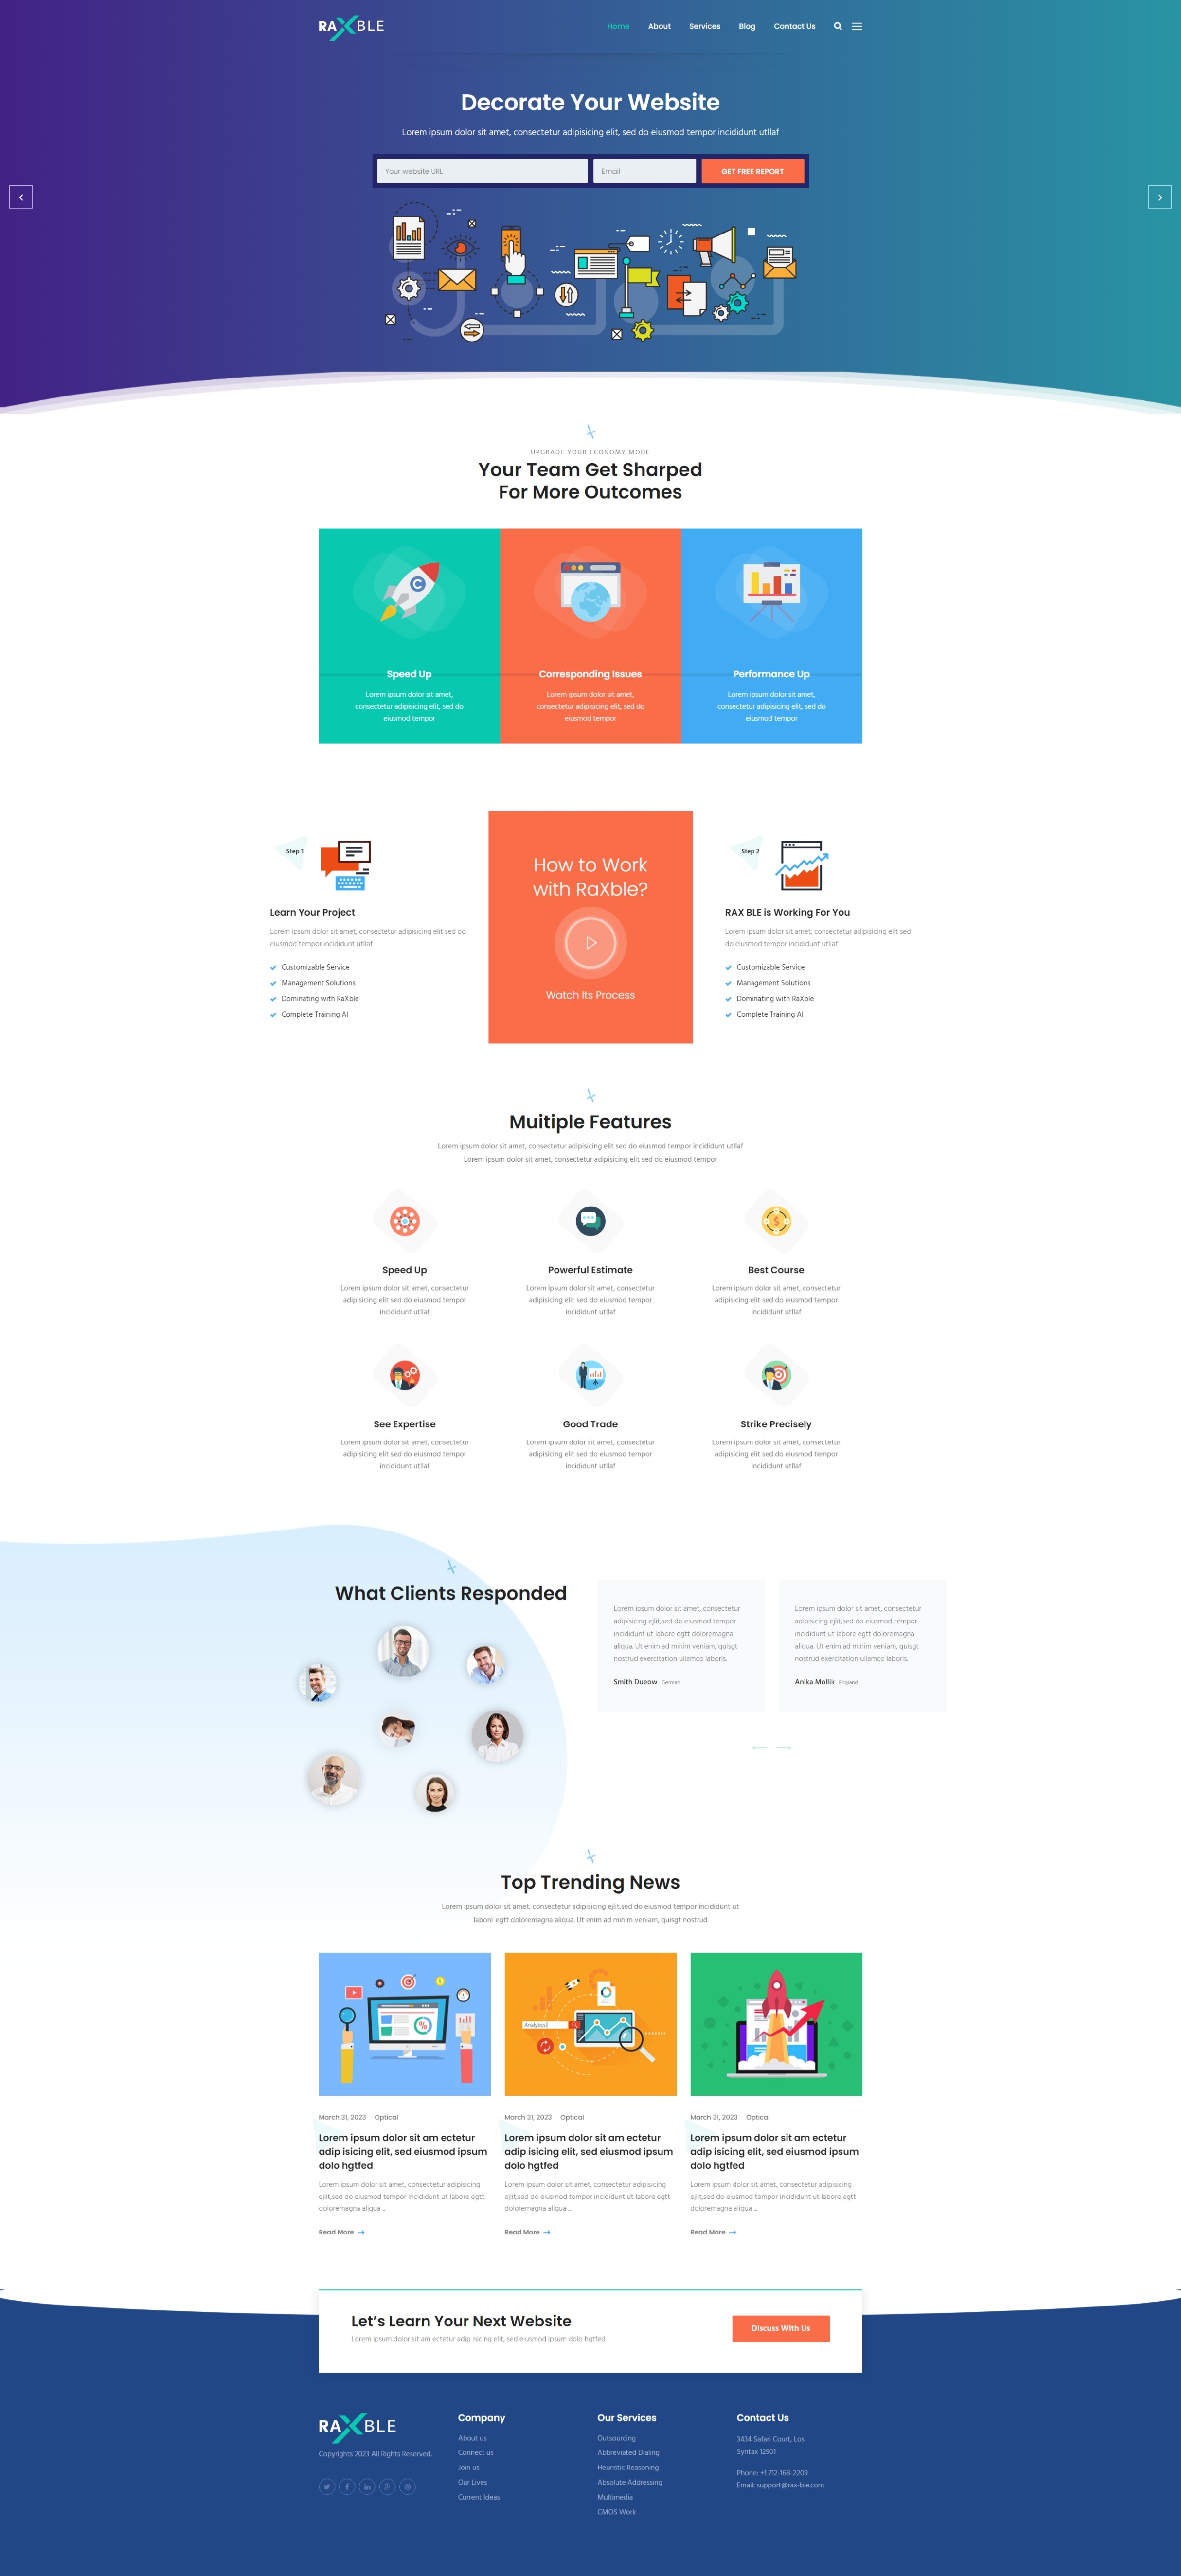 RAXBLE
Home About Services Blog Contact Us
Decorate Your Website
Lorem ipsum dolor sit amet, consectetur adipisicing elit, sed do eiusmod tempor incididunt utllaf
Your website URL Email GET FREE REPORT
UPGRADE YOUR ECONOMY MODE
Your Team Get Sharped
For More Outcomes
Speed Up
Lorem ipsum dolor sit amet,
consectetur adipisicing elit, sed do
eiusmod tempor
Corresponding Issues
Lorem ipsum dolor sit amet,
consectetur adipisicing elit, sed do
eiusmod tempor
Performance Up
Lorem ipsum dolor sit amet,
consectetur adipisicing elit, sed do
eiusmod tempor
Step 1
Learn Your Project
Lorem ipsum dolor sit amet, consectetur adipisicing elit sed do
eiusmod tempor incididunt utllaf
Customizable Service
Management Solutions
Dominating with RaXble
Complete Training AI
How to Work
with RaXble?
Watch Its Process
Step 2
RAX BLE is Working For You
Lorem ipsum dolor sit amet, consectetur adipisicing elit sed
do eiusmod tempor incididunt utllaf
Customizable Service
Management Solutions
Dominating with RaXble
Complete Training AI
Muitiple Features
Lorem ipsum dolor sit amet, consectetur adipisicing elit sed do eiusmod tempor incididunt utllaf
Lorem ipsum dolor sit amet, consectetur adipisicing elit sed do eiusmod tempor
Speed Up
Lorem ipsum dolor sit amet, consectetur
adipisicing elit sed do eiusmod tempor
incididunt utllaf
Powerful Estimate
Lorem ipsum dolor sit amet, consectetur
adipisicing elit sed do eiusmod tempor
incididunt utllaf
Best Course
Lorem ipsum dolor sit amet, consectetur
adipisicing elit sed do eiusmod tempor
incididunt utllaf
See Expertise
Lorem ipsum dolor sit amet, consectetur
adipisicing elit sed do eiusmod tempor
incididunt utllaf
Good Trade
Lorem ipsum dolor sit amet, consectetur
adipisicing elit sed do eiusmod tempor
incididunt utllaf
Strike Precisely
Lorem ipsum dolor sit amet, consectetur
adipisicing elit sed do eiusmod tempor
incididunt utllaf
What Clients Responded
Lorem ipsum dolor sit amet, consectetur
adipisicing ejlit,sed do eiusmod tempor
incididunt ut labore egtt doloremagna
aliqua. Ut enim ad minim veniam, quisgt
nostrud exercitation ullamco laboris.
Smith Dueow German
Lorem ipsum dolor sit amet, consectetur
adipisicing ejlit,sed do eiusmod tempor
incididunt ut labore egtt doloremagna
aliqua. Ut enim ad minim veniam, quisgt
nostrud exercitation ullamco laboris.
Anika Mollik England
Top Trending News
Lorem ipsum dolor sit amet, consectetur adipisicing ejlit,sed do eiusmod tempor incididunt ut
labore egtt doloremagna aliqua. Ut enim ad minim veniam, quisgt nostrud
March 31, 2023 Optical
Lorem ipsum dolor sit am ectetur
adip isicing elit, sed eiusmod ipsum
dolo hgtfed
Lorem ipsum dolor sit amet, consectetur adipisicing
ejlit,sed do eiusmod tempor incididunt ut labore egtt
doloremagna aliqua ...
Read More
Analytics
March 31, 2023 Optical
Lorem ipsum dolor sit am ectetur
adip isicing elit, sed eiusmod ipsum
dolo hgtfed
Lorem ipsum dolor sit amet, consectetur adipisicing
ejlit,sed do eiusmod tempor incididunt ut labore egtt
doloremagna aliqua ...
Read More
March 31, 2023 Optical
Lorem ipsum dolor sit am ectetur
adip isicing elit, sed eiusmod ipsum
dolo hgtfed
Lorem ipsum dolor sit amet, consectetur adipisicing
ejlit,sed do eiusmod tempor incididunt ut labore egtt
doloremagna aliqua ...
Read More
Let's Learn Your Next Website
Lorem ipsum dolor sit am ectetur adip isicing elit, sed eiusmod ipsum dolo hgtfed
Discuss With Us
RAXBLE
Copyrights 2023 All Rights Reserved.
Company
About us
Connect us
Join us
Our Lives
Current Ideas
Our Services
Outsourcing
Abbreviated Dialing
Heuristic Reasoning
Absolute Addressing
Multimedia
CMOS Work
Contact Us
3434 Safari Court, Los
Syntax 12901
Phone: +1 712-168-2209
Email: support@rax-ble.com